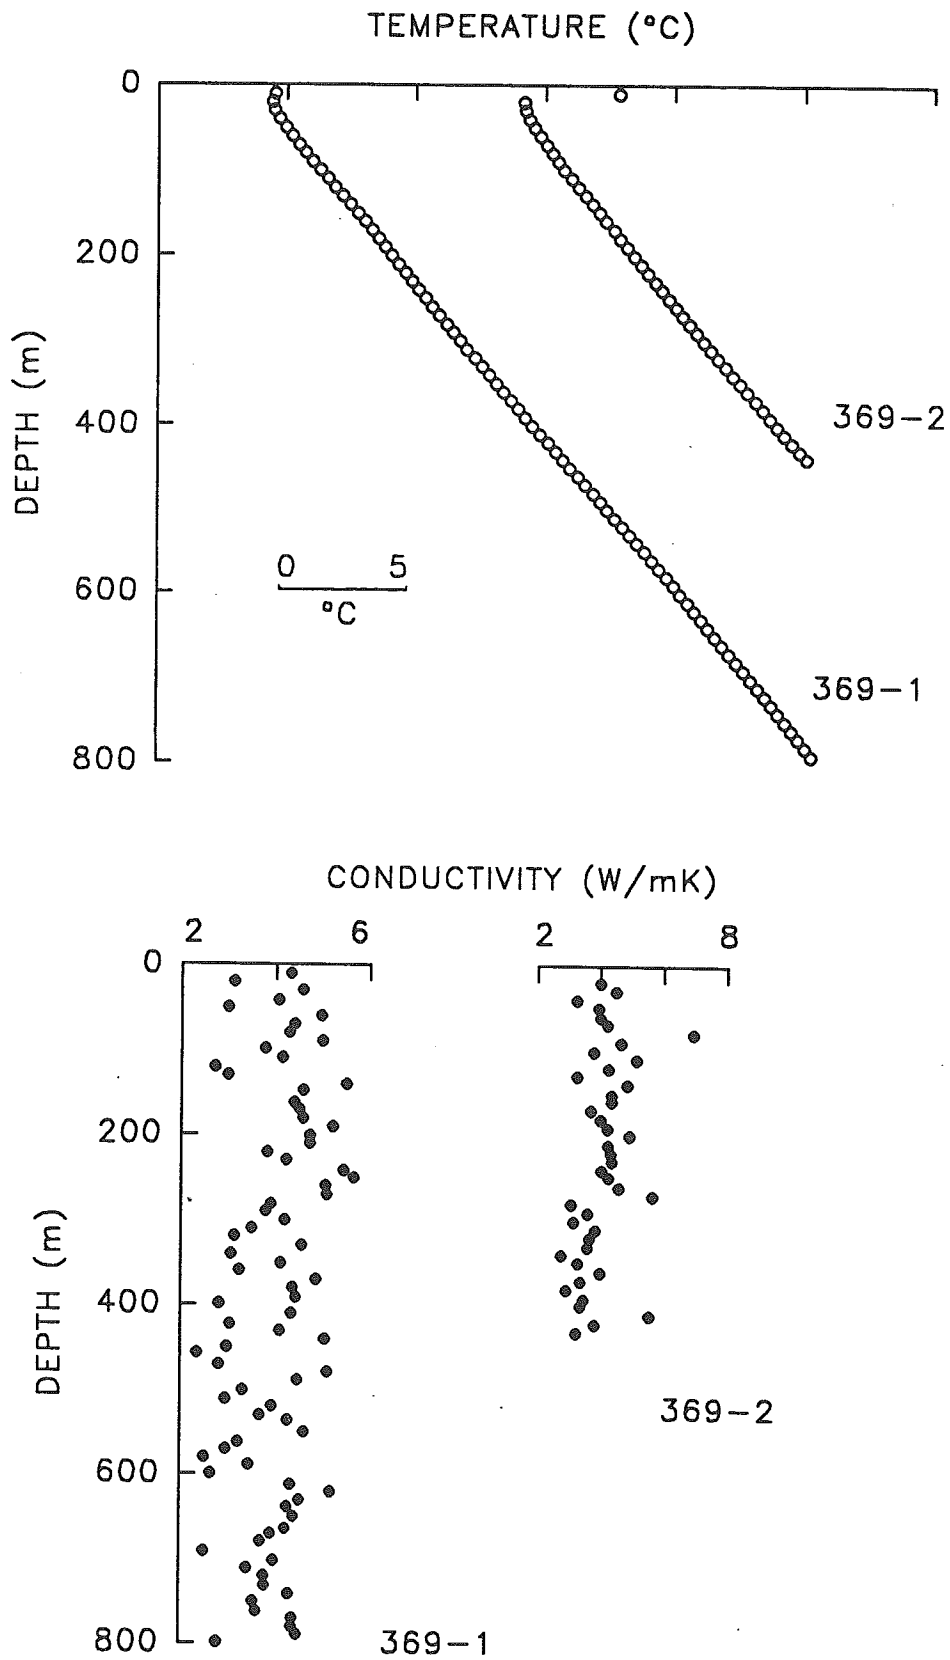 TEMPERATURE (°C)
0
200
400
600
800
DEPTH (m)
369-2
0 5
°C
369-1
CONDUCTIVITY (W/mK)
2 6 2 8
0
200
400
600
800
DEPTH (m)
369-2
369-1